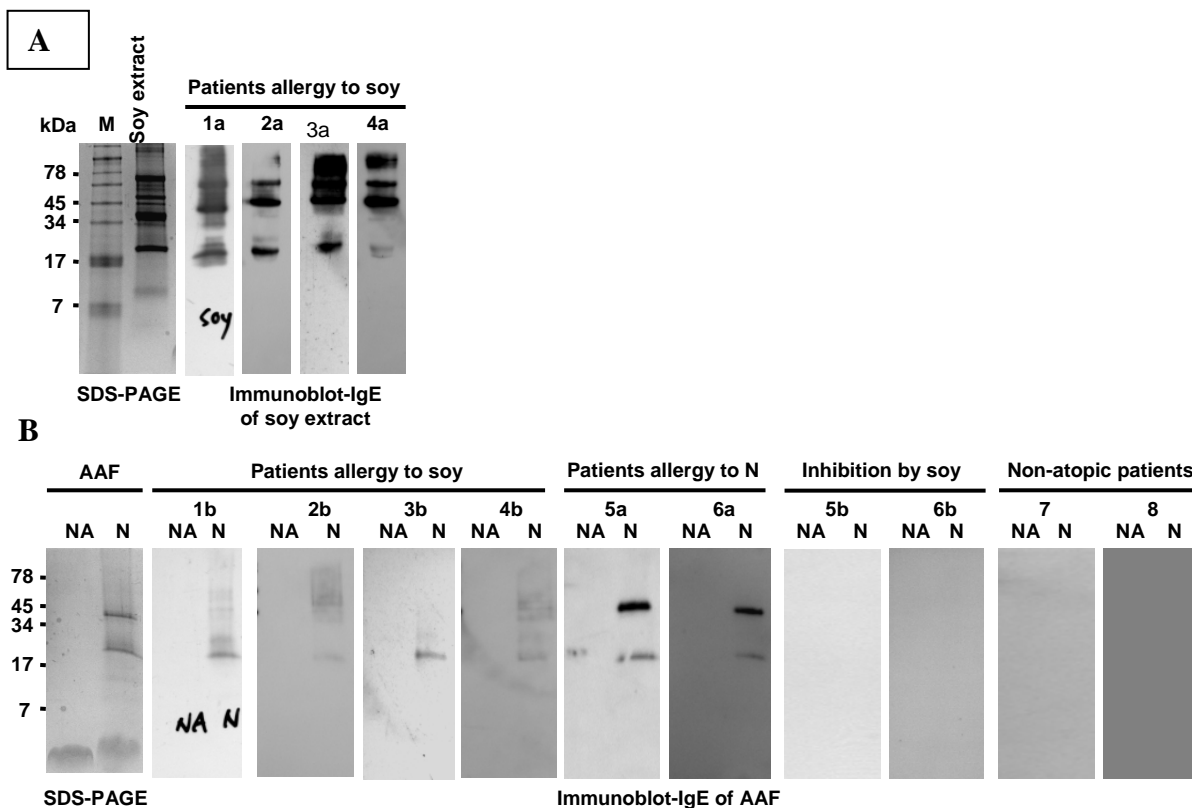 A
Soy extract
Patients allergy to soy
kDa M 1a 2a 3a 4a
78
45
34
17
7
soy
SDS-PAGE Immunoblot-IgE
of soy extract
B
AAF Patients allergy to soy Patients allergy to N Inhibition by soy Non-atopic patients
1b 2b 3b 4b 5a 6a 5b 6b 7 8
NA N NA N NA N NA N NA N NA N NA N NA N NA N NA N NA N
78
45
34
17
7
NA N
SDS-PAGE Immunoblot-IgE of AAF